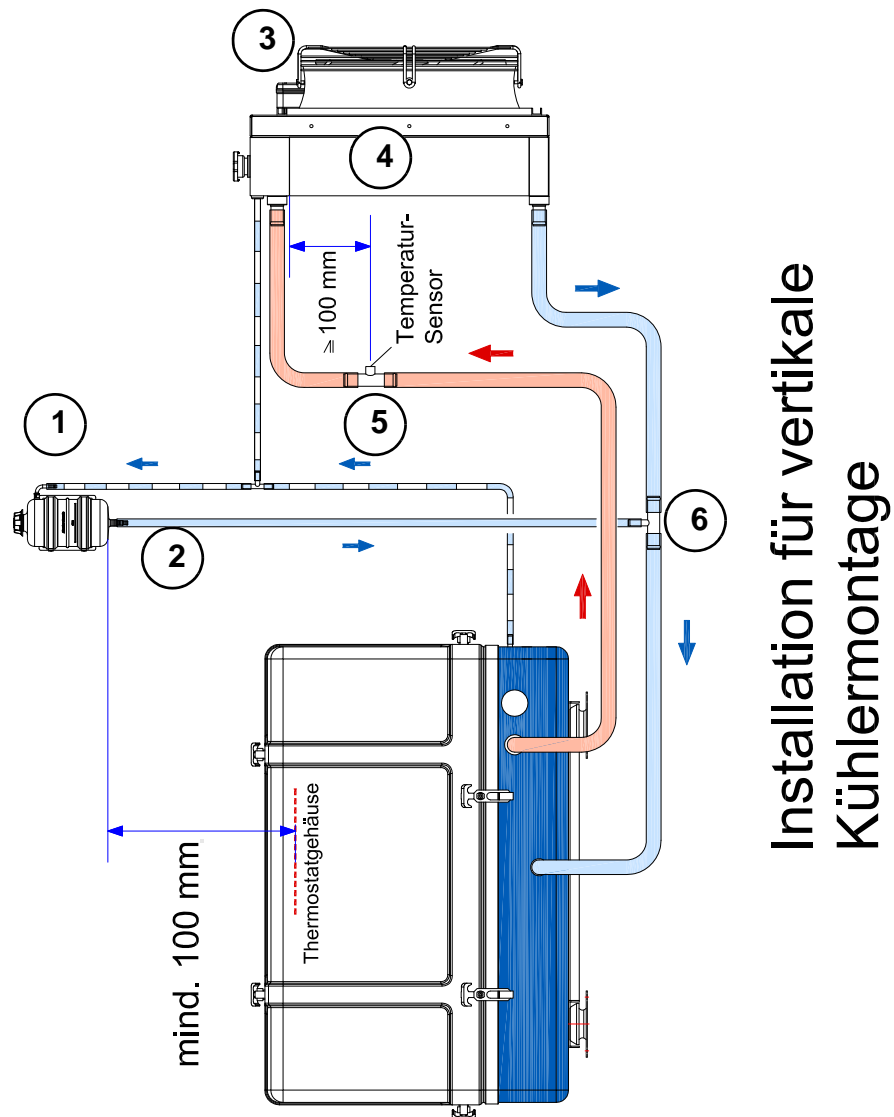 3
4
≥ 100 mm
Temperatur-
Sensor
1
5
2
6
Installation für vertikale
Kühlermontage
Thermostatgehäuse
mind. 100 mm